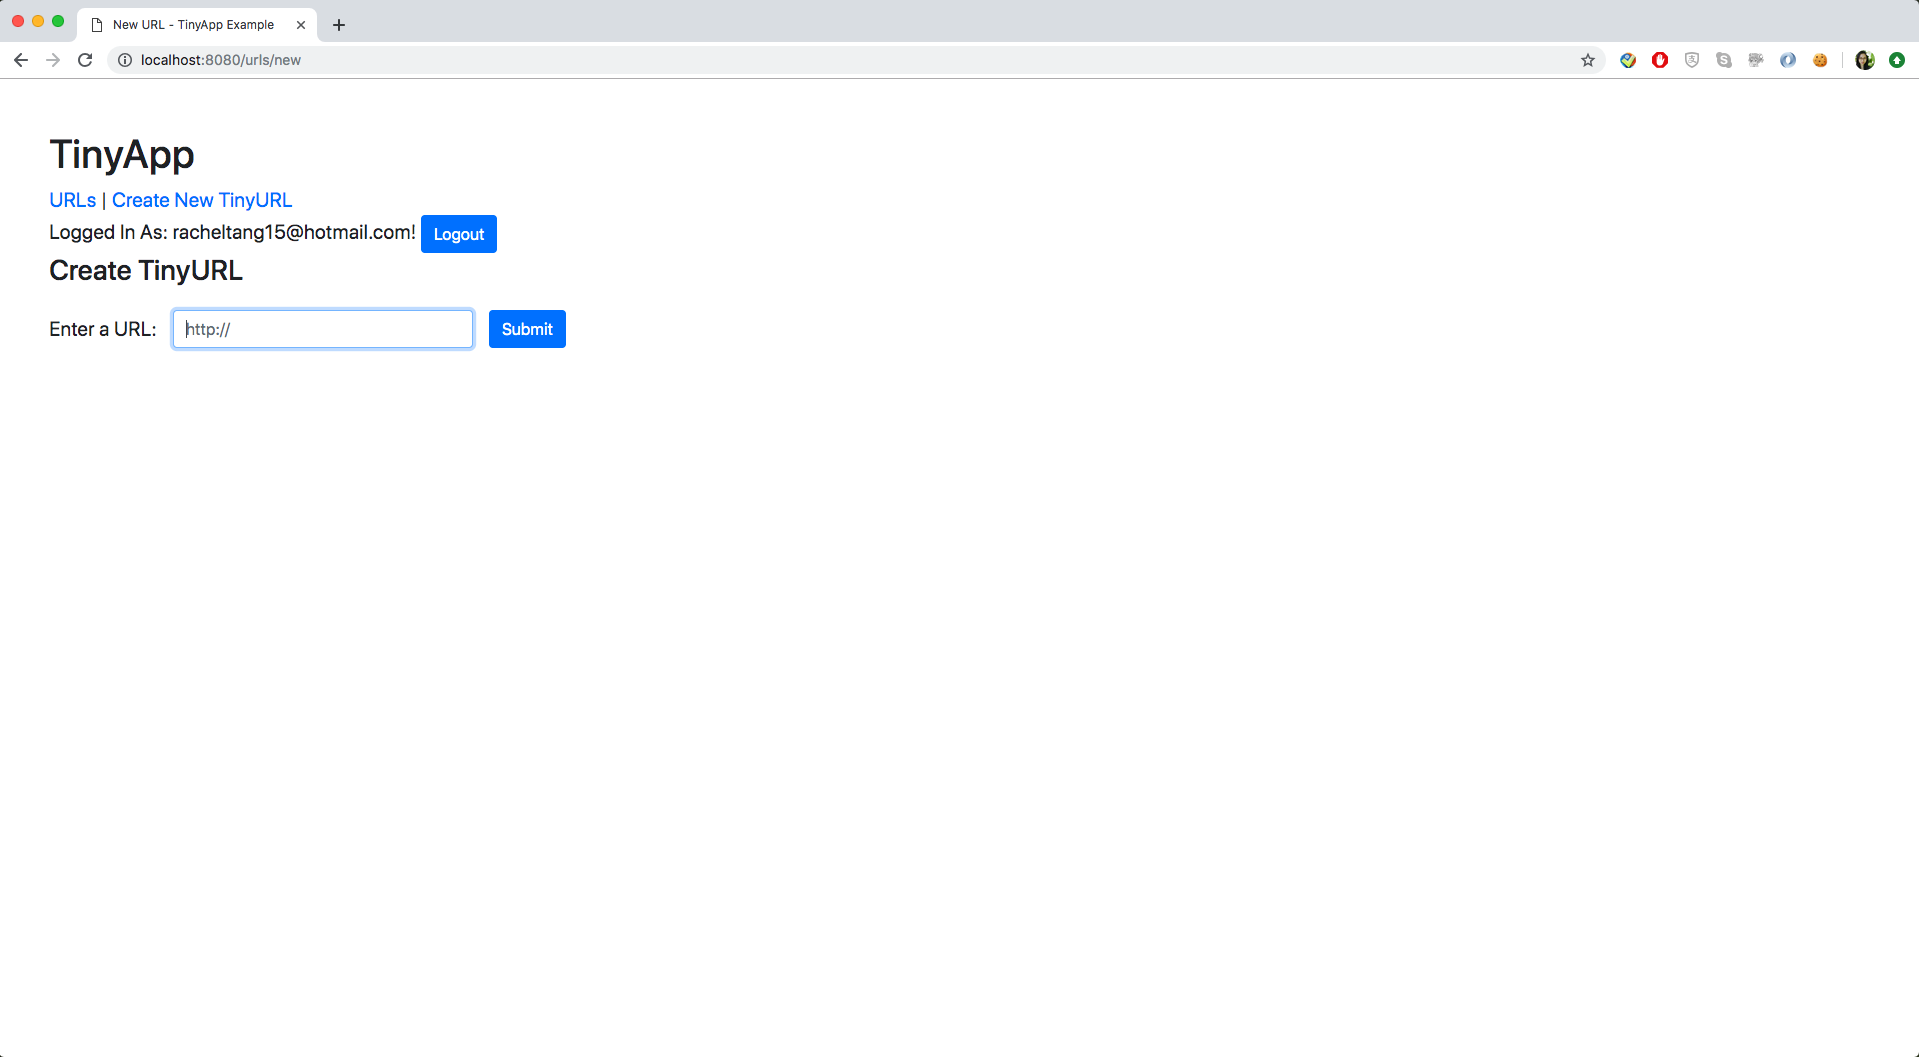 New URL - TinyApp Example
localhost:8080/urls/new
TinyApp
URLs | Create New TinyURL
Logged In As: racheltang15@hotmail.com! Logout
Create TinyURL
Enter a URL: http:// Submit